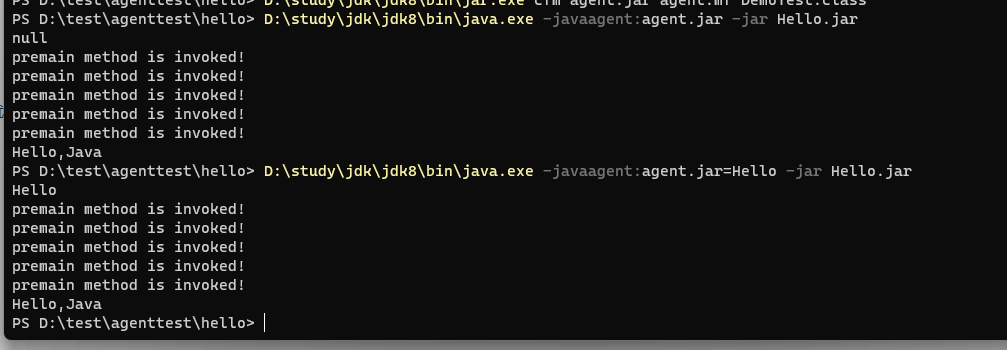 PS D:\test\agenttest\hello> D:\study\jdk\jdk8\bin\jar.exe cfm agent.jar agent.mf DemoTest.class
PS D:\test\agenttest\hello> D:\study\jdk\jdk8\bin\java.exe -javaagent:agent.jar -jar Hello.jar
null
premain method is invoked!
premain method is invoked!
premain method is invoked!
premain method is invoked!
premain method is invoked!
Hello,Java
PS D:\test\agenttest\hello> D:\study\jdk\jdk8\bin\java.exe -javaagent:agent.jar=Hello -jar Hello.jar
Hello
premain method is invoked!
premain method is invoked!
premain method is invoked!
premain method is invoked!
premain method is invoked!
Hello,Java
PS D:\test\agenttest\hello>